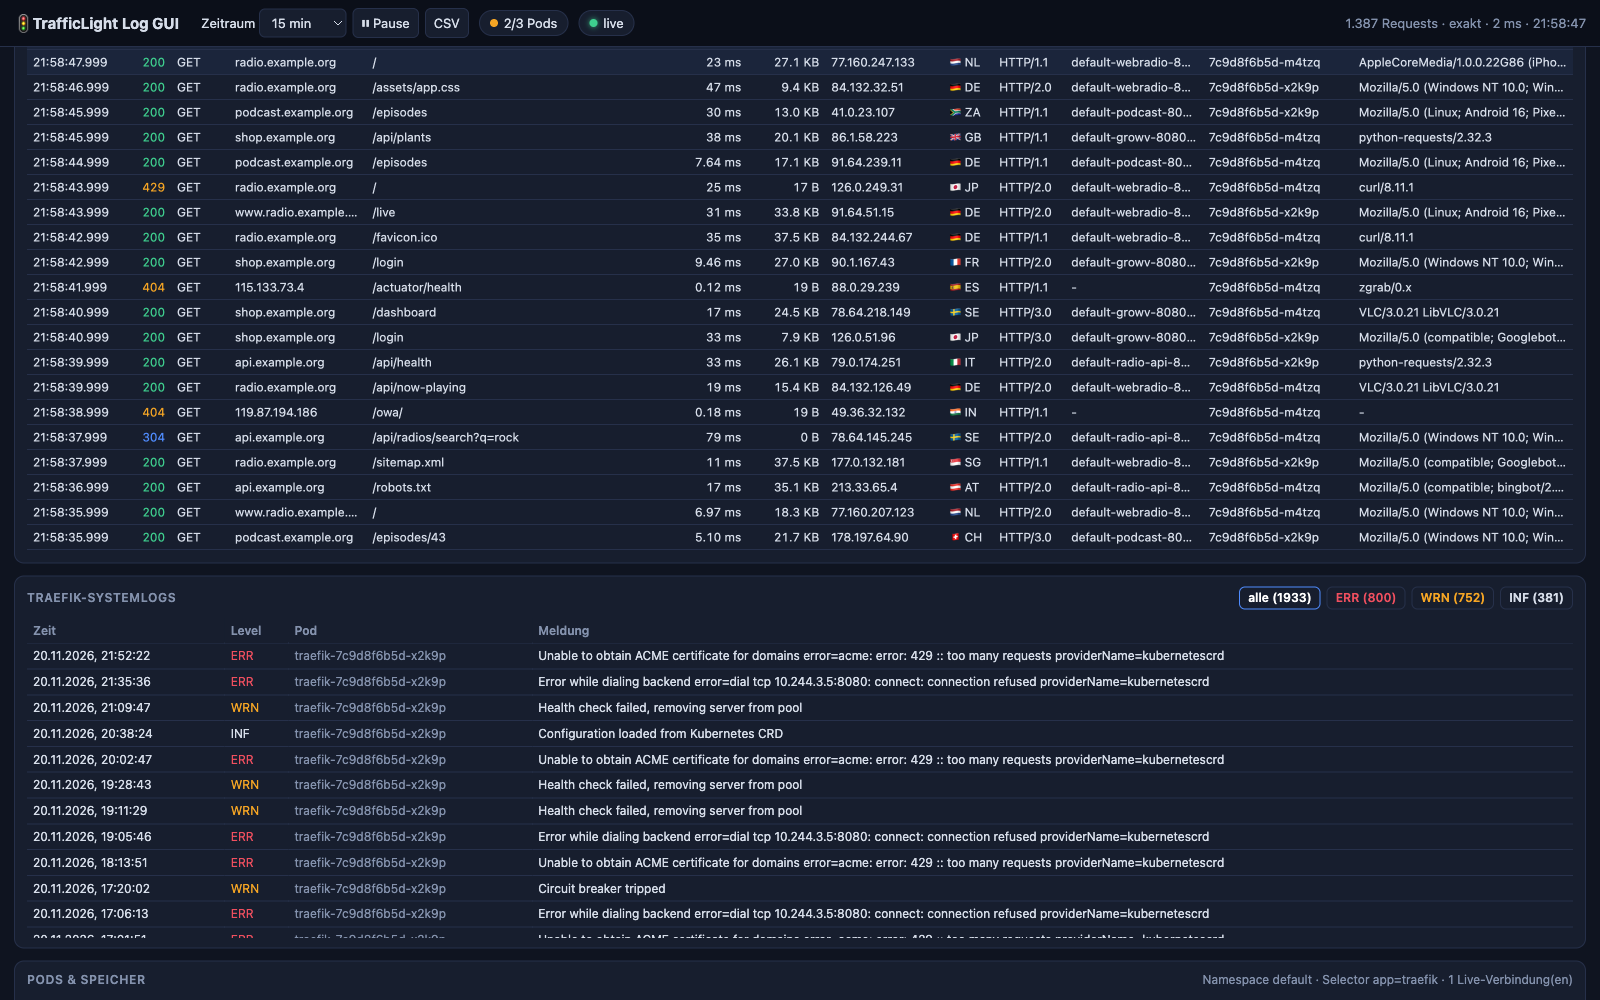 TrafficLight Log GUI Zeitraum 15 min Pause CSV 2/3 Pods live 1.387 Requests · exakt · 2 ms · 21:58:47
21:58:47.999 200 GET radio.example.org / 23 ms 27.1 KB 77.160.247.133 NL HTTP/1.1 default-webradio-8... 7c9d8f6b5d-m4tzq AppleCoreMedia/1.0.0.22G86 (iPho...
21:58:46.999 200 GET radio.example.org /assets/app.css 47 ms 9.4 KB 84.132.32.51 DE HTTP/2.0 default-webradio-8... 7c9d8f6b5d-x2k9p Mozilla/5.0 (Windows NT 10.0; Win...
21:58:45.999 200 GET podcast.example.org /episodes 30 ms 13.0 KB 41.0.23.107 ZA HTTP/1.1 default-podcast-80... 7c9d8f6b5d-m4tzq Mozilla/5.0 (Linux; Android 16; Pixe...
21:58:45.999 200 GET shop.example.org /api/plants 38 ms 20.1 KB 86.1.58.223 GB HTTP/1.1 default-growv-8080... 7c9d8f6b5d-m4tzq python-requests/2.32.3
21:58:44.999 200 GET podcast.example.org /episodes 7.64 ms 17.1 KB 91.64.239.11 DE HTTP/1.1 default-podcast-80... 7c9d8f6b5d-m4tzq Mozilla/5.0 (Linux; Android 16; Pixe...
21:58:43.999 429 GET radio.example.org / 25 ms 17 B 126.0.249.31 JP HTTP/2.0 default-webradio-8... 7c9d8f6b5d-m4tzq curl/8.11.1
21:58:43.999 200 GET www.radio.example.... /live 31 ms 33.8 KB 91.64.51.15 DE HTTP/2.0 default-webradio-8... 7c9d8f6b5d-x2k9p Mozilla/5.0 (Linux; Android 16; Pixe...
21:58:42.999 200 GET radio.example.org /favicon.ico 35 ms 37.5 KB 84.132.244.67 DE HTTP/1.1 default-webradio-8... 7c9d8f6b5d-m4tzq curl/8.11.1
21:58:42.999 200 GET shop.example.org /login 9.46 ms 27.0 KB 90.1.167.43 FR HTTP/2.0 default-growv-8080... 7c9d8f6b5d-x2k9p Mozilla/5.0 (Windows NT 10.0; Win...
21:58:41.999 404 GET 115.133.73.4 /actuator/health 0.12 ms 19 B 88.0.29.239 ES HTTP/1.1 - 7c9d8f6b5d-m4tzq zgrab/0.x
21:58:40.999 200 GET shop.example.org /dashboard 17 ms 24.5 KB 78.64.218.149 SE HTTP/2.0 default-growv-8080... 7c9d8f6b5d-m4tzq VLC/3.0.21 LibVLC/3.0.21
21:58:40.999 200 GET shop.example.org /login 33 ms 7.9 KB 126.0.51.96 JP HTTP/3.0 default-growv-8080... 7c9d8f6b5d-x2k9p Mozilla/5.0 (compatible; Googlebot...
21:58:39.999 200 GET api.example.org /api/health 33 ms 26.1 KB 79.0.174.251 IT HTTP/2.0 default-radio-api-8... 7c9d8f6b5d-x2k9p python-requests/2.32.3
21:58:39.999 200 GET radio.example.org /api/now-playing 19 ms 15.4 KB 84.132.126.49 DE HTTP/2.0 default-webradio-8... 7c9d8f6b5d-m4tzq VLC/3.0.21 LibVLC/3.0.21
21:58:38.999 404 GET 119.87.194.186 /owa/ 0.18 ms 19 B 49.36.32.132 IN HTTP/1.1 - 7c9d8f6b5d-m4tzq -
21:58:37.999 304 GET api.example.org /api/radios/search?q=rock 79 ms 0 B 78.64.145.245 SE HTTP/2.0 default-radio-api-8... 7c9d8f6b5d-x2k9p Mozilla/5.0 (Windows NT 10.0; Win...
21:58:37.999 200 GET radio.example.org /sitemap.xml 11 ms 37.5 KB 177.0.132.181 SG HTTP/1.1 default-webradio-8... 7c9d8f6b5d-x2k9p Mozilla/5.0 (compatible; Googlebot...
21:58:36.999 200 GET api.example.org /robots.txt 17 ms 35.1 KB 213.33.65.4 AT HTTP/2.0 default-radio-api-8... 7c9d8f6b5d-m4tzq Mozilla/5.0 (compatible; bingbot/2....
21:58:35.999 200 GET www.radio.example.... / 6.97 ms 18.3 KB 77.160.207.123 NL HTTP/2.0 default-webradio-8... 7c9d8f6b5d-m4tzq Mozilla/5.0 (Windows NT 10.0; Win...
21:58:35.999 200 GET podcast.example.org /episodes/43 5.10 ms 21.7 KB 178.197.64.90 CH HTTP/3.0 default-podcast-80... 7c9d8f6b5d-x2k9p Mozilla/5.0 (Windows NT 10.0; Win...
TRAEFIK-SYSTEMLOGS alle (1933) ERR (800) WRN (752) INF (381)
Zeit Level Pod Meldung
20.11.2026, 21:52:22 ERR traefik-7c9d8f6b5d-x2k9p Unable to obtain ACME certificate for domains error=acme: error: 429 :: too many requests providerName=kubernetescrd
20.11.2026, 21:35:36 ERR traefik-7c9d8f6b5d-x2k9p Error while dialing backend error=dial tcp 10.244.3.5:8080: connect: connection refused providerName=kubernetescrd
20.11.2026, 21:09:47 WRN traefik-7c9d8f6b5d-x2k9p Health check failed, removing server from pool
20.11.2026, 20:38:24 INF traefik-7c9d8f6b5d-x2k9p Configuration loaded from Kubernetes CRD
20.11.2026, 20:02:47 ERR traefik-7c9d8f6b5d-x2k9p Unable to obtain ACME certificate for domains error=acme: error: 429 :: too many requests providerName=kubernetescrd
20.11.2026, 19:28:43 WRN traefik-7c9d8f6b5d-x2k9p Health check failed, removing server from pool
20.11.2026, 19:11:29 WRN traefik-7c9d8f6b5d-x2k9p Health check failed, removing server from pool
20.11.2026, 19:05:46 ERR traefik-7c9d8f6b5d-x2k9p Error while dialing backend error=dial tcp 10.244.3.5:8080: connect: connection refused providerName=kubernetescrd
20.11.2026, 18:13:51 ERR traefik-7c9d8f6b5d-x2k9p Unable to obtain ACME certificate for domains error=acme: error: 429 :: too many requests providerName=kubernetescrd
20.11.2026, 17:20:02 WRN traefik-7c9d8f6b5d-x2k9p Circuit breaker tripped
20.11.2026, 17:06:13 ERR traefik-7c9d8f6b5d-x2k9p Error while dialing backend error=dial tcp 10.244.3.5:8080: connect: connection refused providerName=kubernetescrd
PODS & SPEICHER Namespace default · Selector app=traefik · 1 Live-Verbindung(en)